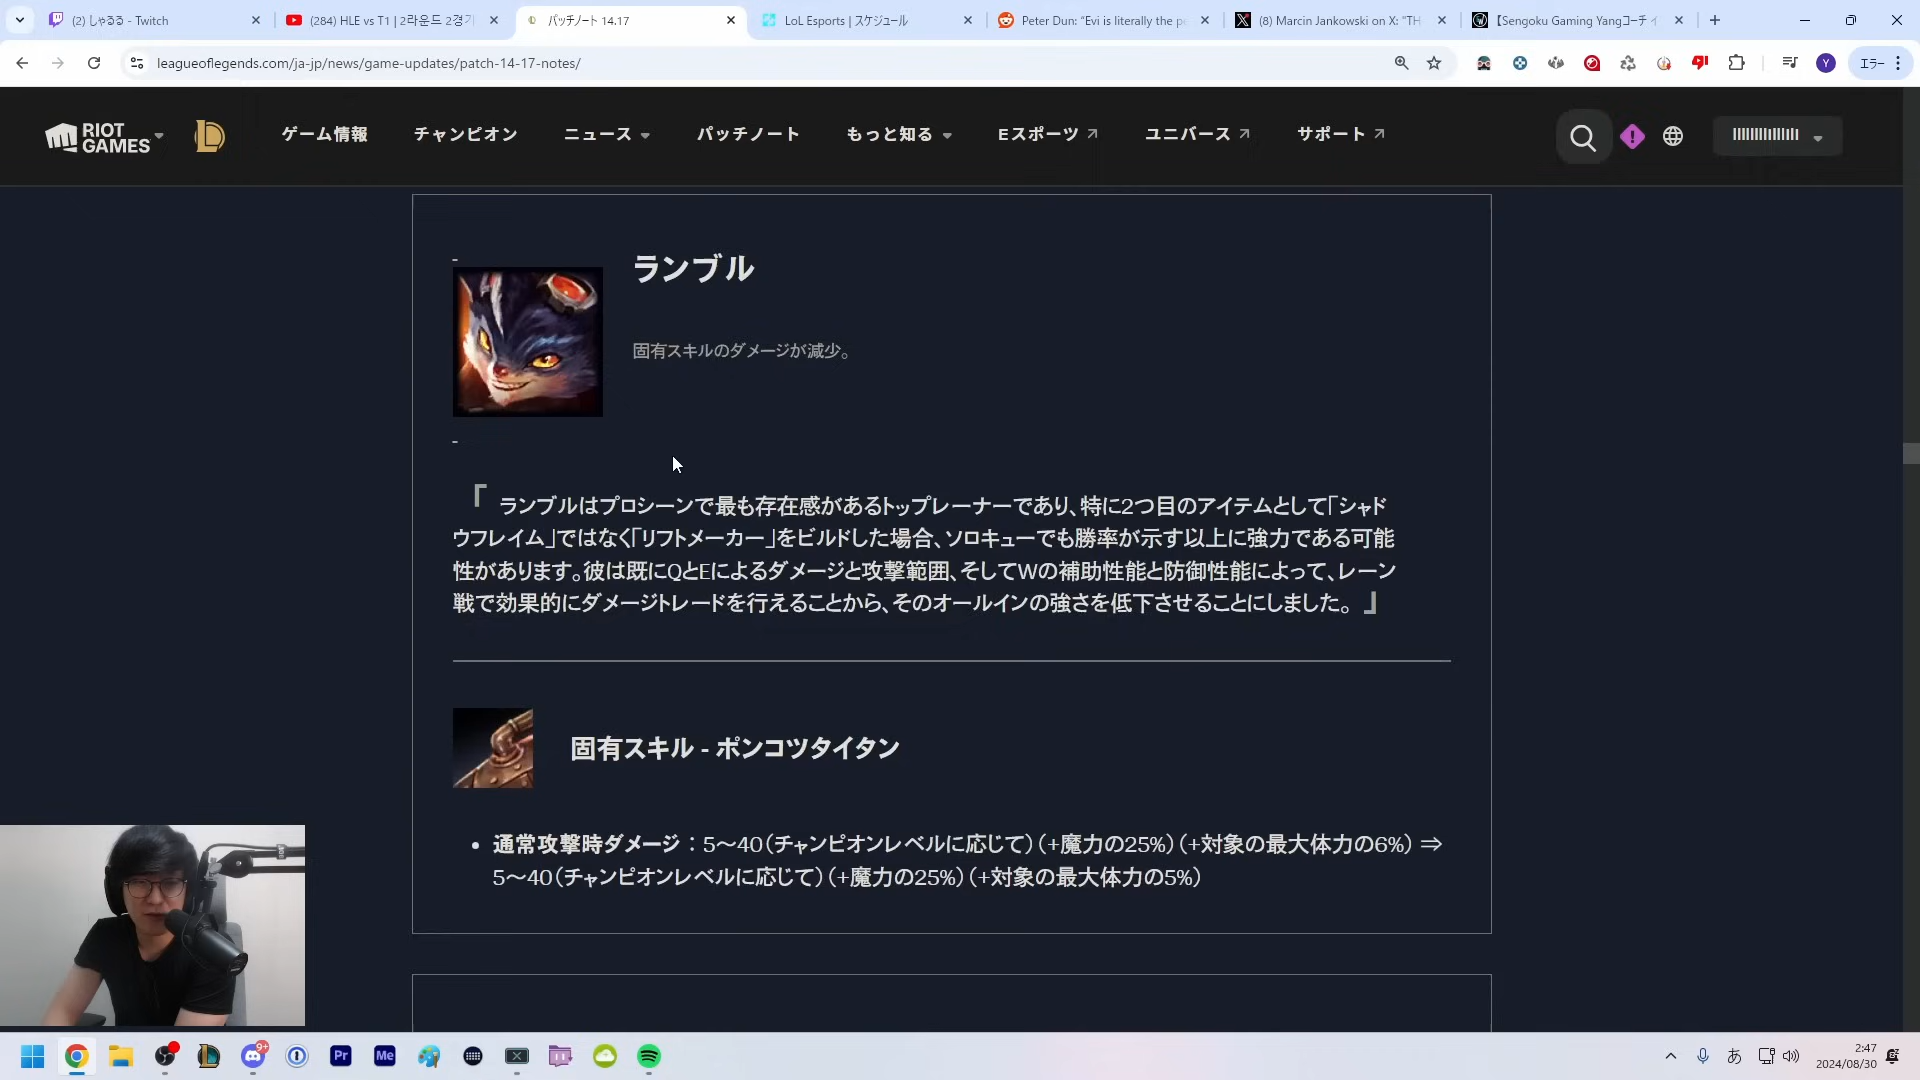 (2) しゃるる - Twitch
(284) HLE vs T1 | 2라운드 2경기
パッチノート 14.17
LoL Esports | スケジュール
Peter Dun: "Evi is literally the p
(8) Marcin Jankowski on X: "TH
【Sengoku Gaming Yangコーチ イ
leagueoflegends.com/ja-jp/news/game-updates/patch-14-17-notes/
Y
エラー
RIOT GAMES
ゲーム情報
チャンピオン
ニュース
パッチノート
もっと知る
Eスポーツ
ユニバース
サポート
IIIIIIIIIIIIIII
-
ランブル
固有スキルのダメージが減少。
-
「 ランブルはプロシーンで最も存在感があるトップレーナーであり、特に2つ目のアイテムとして「シャド
ウフレイム」ではなく「リフトメーカー」をビルドした場合、ソロキューでも勝率が示す以上に強力である可能
性があります。彼は既にQとEによるダメージと攻撃範囲、そしてWの補助性能と防御性能によって、レーン
戦で効果的にダメージトレードを行えることから、そのオールインの強さを低下させることにしました。 」
固有スキル - ポンコツタイタン
• 通常攻撃時ダメージ：5～40（チャンピオンレベルに応じて）（+魔力の25%）（+対象の最大体力の6%） ⇒
5～40（チャンピオンレベルに応じて）（+魔力の25%）（+対象の最大体力の5%）
9+
Pr
Me
あ
2:47
2024/08/30